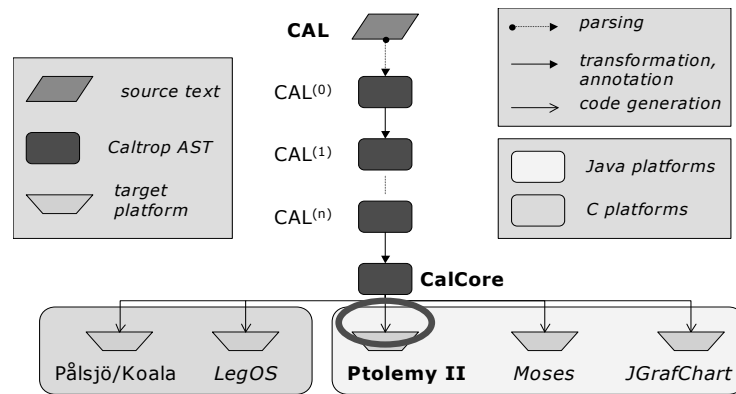 CAL
source text
Caltrop AST
target
platform
CAL(0)
CAL(1)
CAL(n)
CalCore
parsing
transformation,
annotation
code generation
Java platforms
C platforms
Pålsjö/Koala
LegOS
Ptolemy II
Moses
JGrafChart